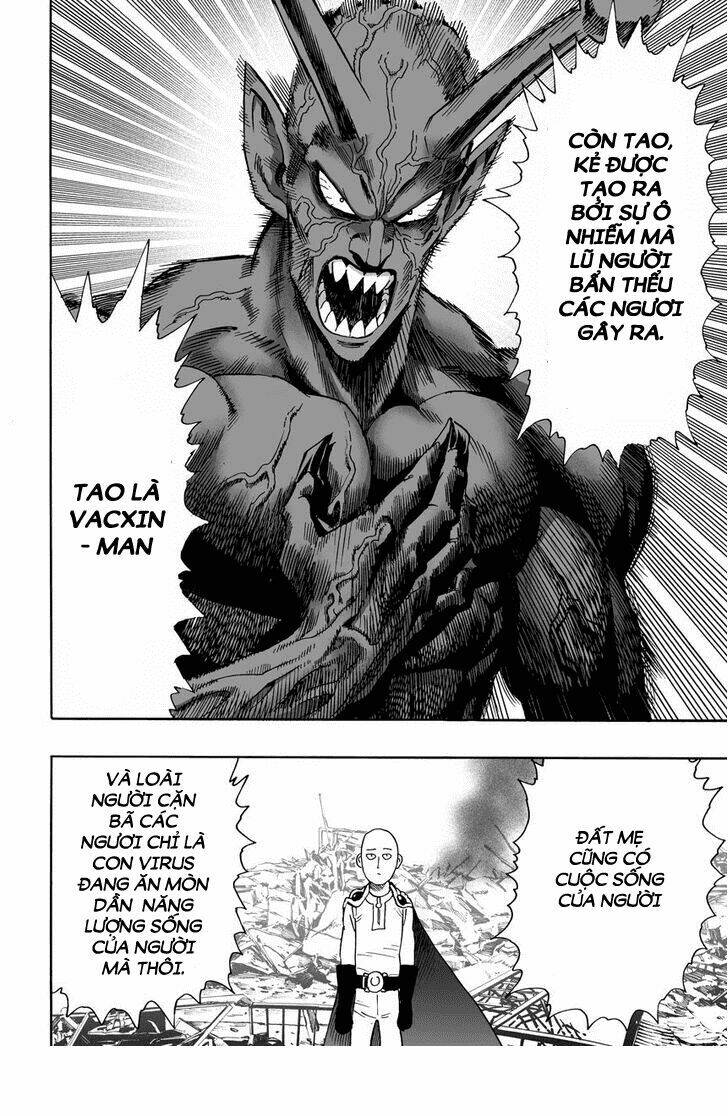 CÒN TAO,
KẺ ĐƯỢC
TẠO RA
BỞI SỰ Ô
NHIỄM MÀ
LŨ NGƯỜI
BẨN THỂU
CÁC NGƯƠI
GÂY RA.
TAO LÀ
VACXIN
- MAN
ĐẤT MẸ
CŨNG CÓ
CUỘC SỐNG
CỦA NGƯỜI
VÀ LOÀI
NGƯỜI CẶN
BÃ CÁC
NGƯƠI CHỈ LÀ
CON VIRUS
ĐANG ĂN MÒN
DẦN NĂNG
LƯỢNG SỐNG
CỦA NGƯỜI
MÀ THÔI.